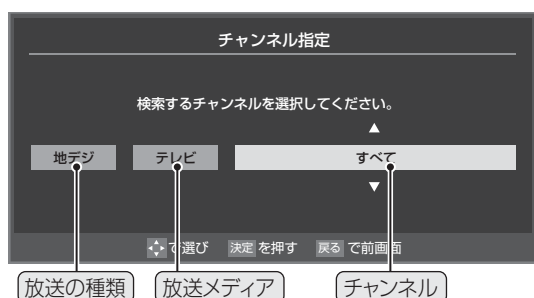 チャンネル指定
検索するチャンネルを選択してください。
▲
地デジ テレビ すべて
▼
で選び 決定 を押す 戻る で前画面
放送の種類 放送メディア チャンネル